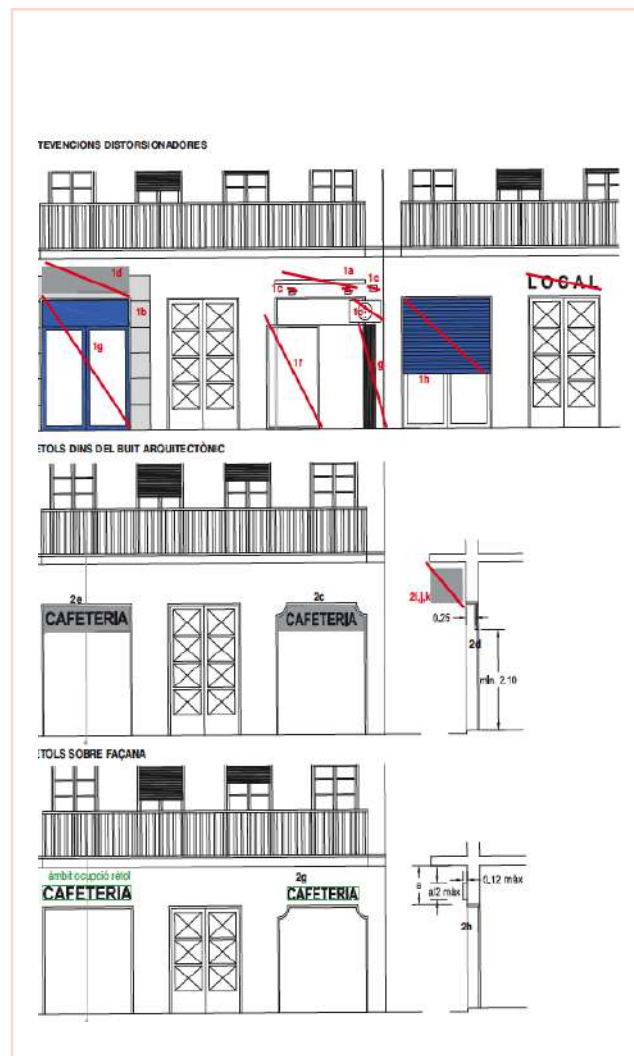 TEVENCIONS DISTORSIONADORES
1d
1b
1g
1a
1c
1c
1f
g
1h
LOCAL
ETOLS DINS DEL BUIT ARQUITECTÒNIC
2e
CAFETERIA
2c
CAFETERIA
2i,j,k
0,25
2d
mín. 2,10
ETOLS SOBRE FAÇANA
àmbit ocupció rètol
CAFETERIA
2g
CAFETERIA
a
a/2 màx
0,12 màx
2h